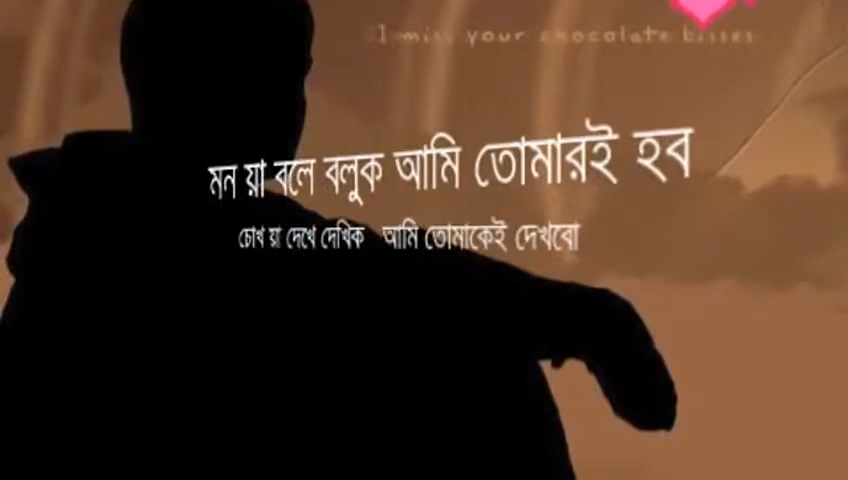 I miss your chocolate kisses
মন য়া বলে বলুক আমি তোমারই হব
চোখ য়া দেখে দেখিক আমি তোমাকেই দেখবো